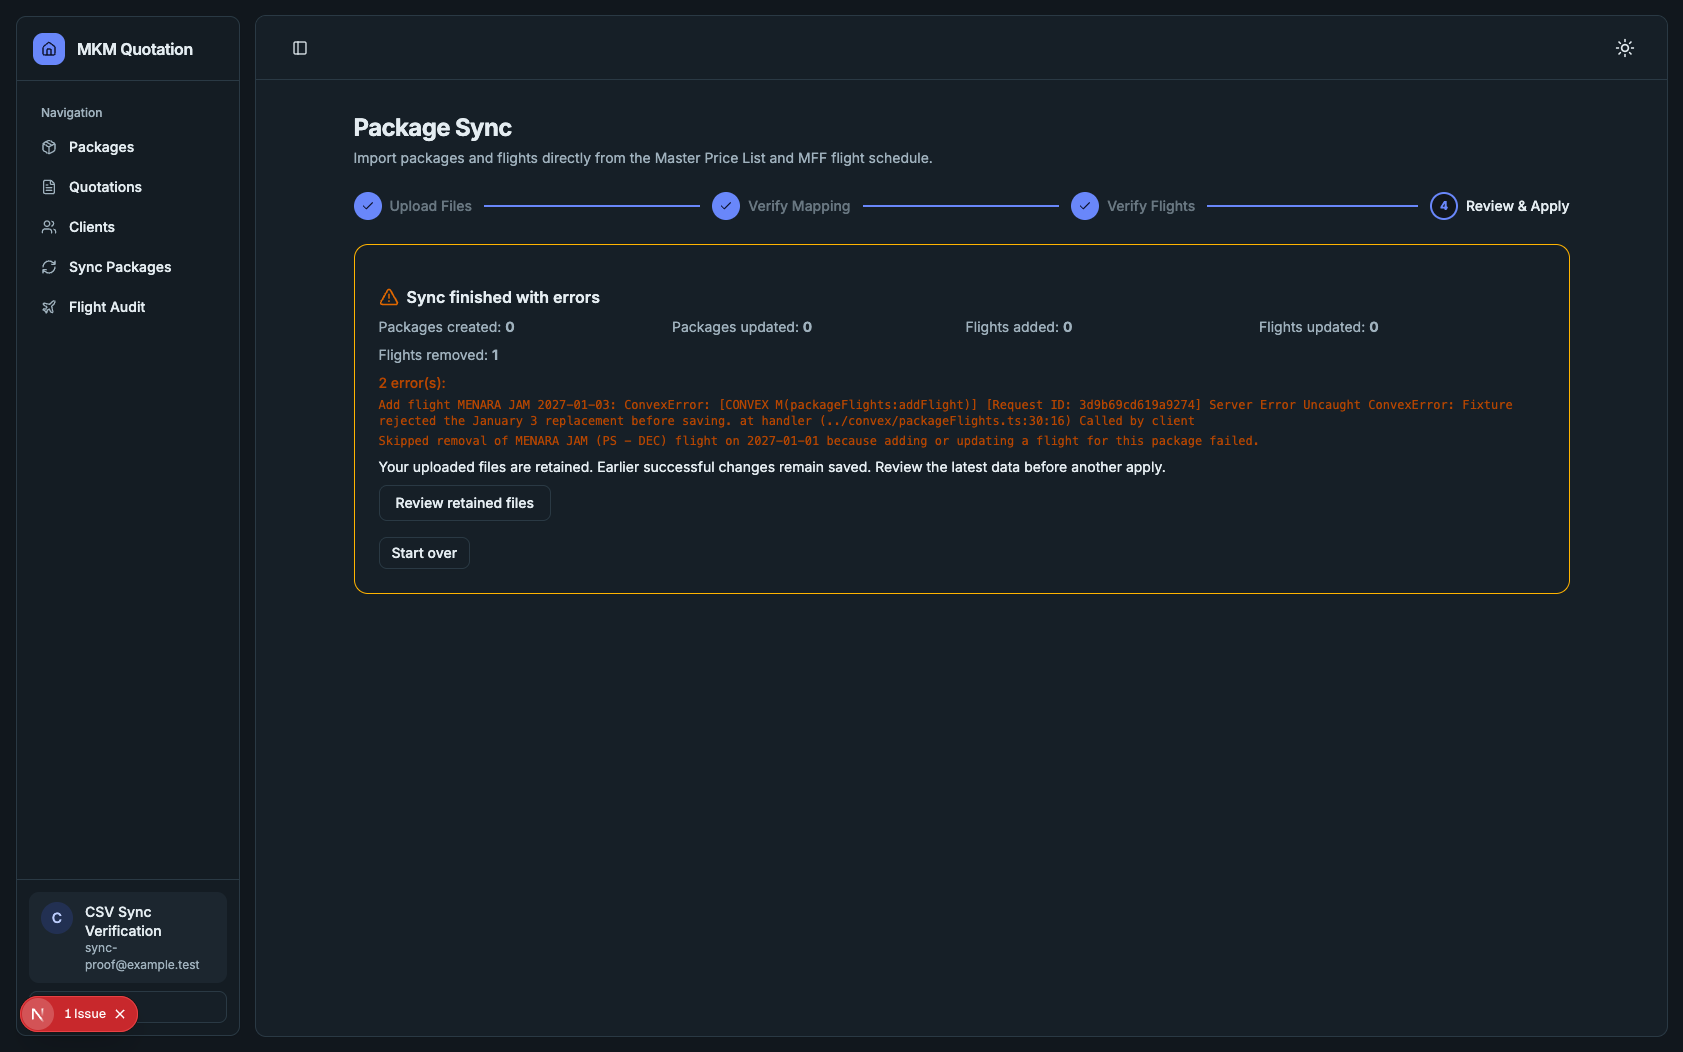 MKM Quotation
Navigation
Packages
Quotations
Clients
Sync Packages
Flight Audit
Package Sync
Import packages and flights directly from the Master Price List and MFF flight schedule.
Upload Files
Verify Mapping
Verify Flights
4 Review & Apply
Sync finished with errors
Packages created: 0
Packages updated: 0
Flights added: 0
Flights updated: 0
Flights removed: 1
2 error(s):
Add flight MENARA JAM 2027-01-03: ConvexError: [CONVEX M(packageFlights:addFlight)] [Request ID: 3d9b69cd619a9274] Server Error Uncaught ConvexError: Fixture
rejected the January 3 replacement before saving. at handler (../convex/packageFlights.ts:30:16) Called by client
Skipped removal of MENARA JAM (PS – DEC) flight on 2027-01-01 because adding or updating a flight for this package failed.
Your uploaded files are retained. Earlier successful changes remain saved. Review the latest data before another apply.
Review retained files
Start over
C
CSV Sync
Verification
sync-
proof@example.test
N 1 Issue